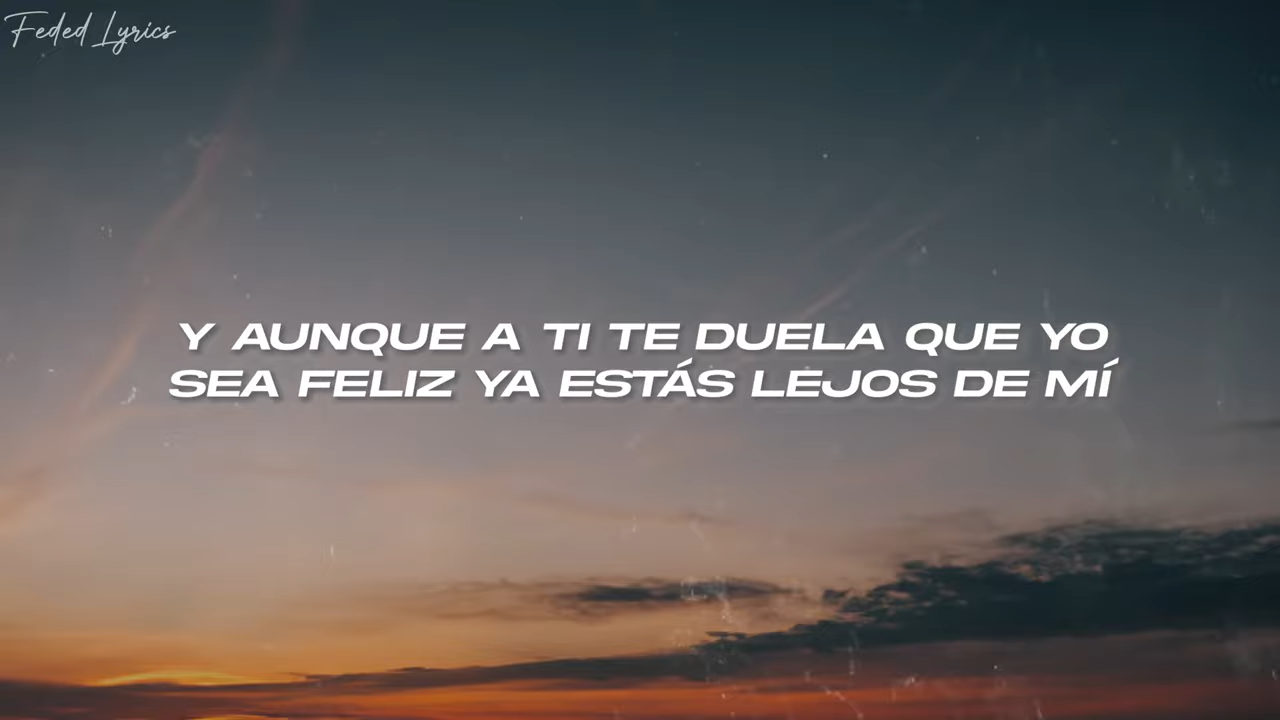 Feded Lyrics
Y AUNQUE A TI TE DUELA QUE YO
SEA FELIZ YA ESTÁS LEJOS DE MÍ